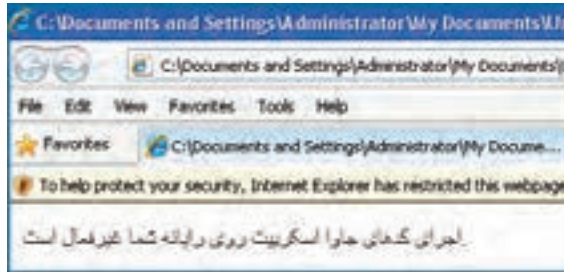 C:\Documents and Settings\Administrator\My Documents\
C:\Documents and Settings\Administrator\My Documents\
File Edit View Favorites Tools Help
Favorites C:\Documents and Settings\Administrator\My Docume...
To help protect your security, Internet Explorer has restricted this webpage
اجرای کدهای جاوا اسکریپت روی رایانه شما غیرفعال است.